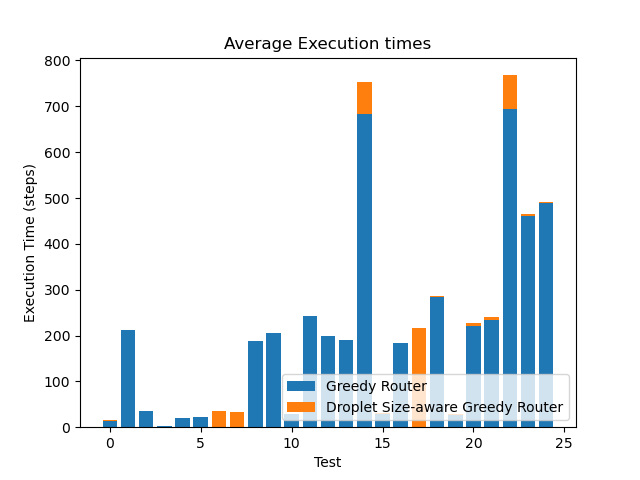 Average Execution times
800
700
600
500
400
300
200
100
0
Execution Time (steps)
Greedy Router
Droplet Size-aware Greedy Router
0 5 10 15 20 25
Test